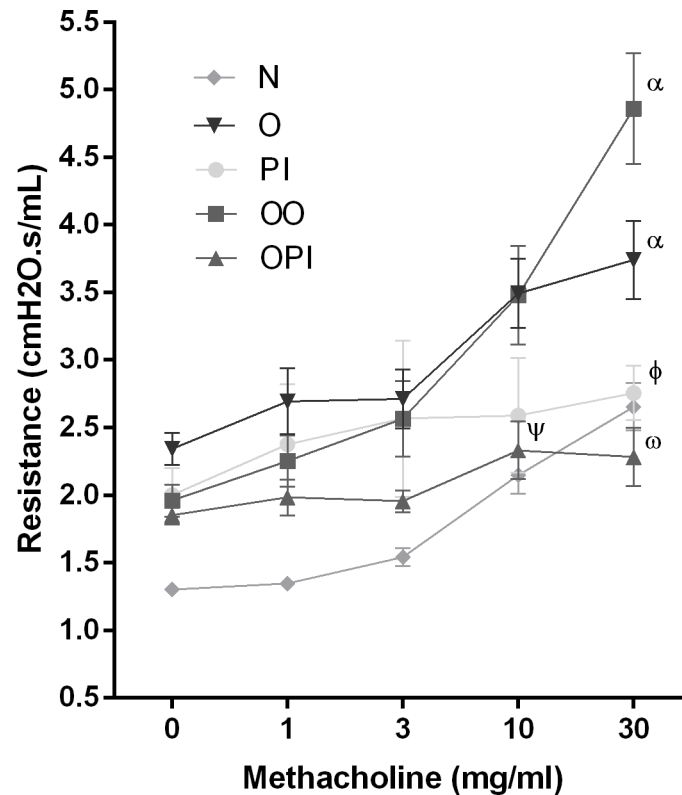 Resistance (cmH2O.s/mL)
5.5
5.0
4.5
4.0
3.5
3.0
2.5
2.0
1.5
1.0
0.5
N
O
PI
OO
OPI
α
α
ϕ
ψ
ω
0 1 3 10 30
Methacholine (mg/ml)